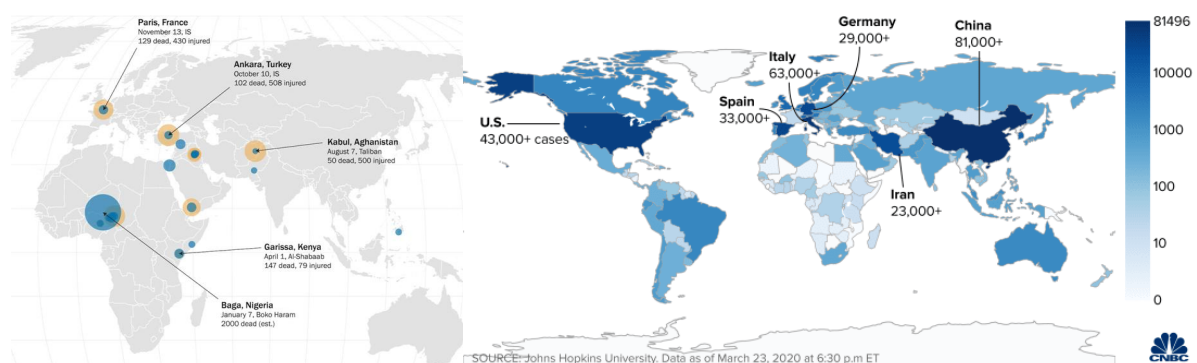 Paris, France
November 13, IS
129 dead, 430 injured
Ankara, Turkey
October 10, IS
102 dead, 508 injured
Kabul, Aghanistan
August 7, Taliban
50 dead, 500 injured
Garissa, Kenya
April 1, Al-Shabaab
147 dead, 79 injured
Baga, Nigeria
January 7, Boko Haram
2000 dead (est.)
Germany
29,000+
China
81,000+
Italy
63,000+
Spain
33,000+
U.S.
43,000+ cases
Iran
23,000+
81496
10000
1000
100
10
0
SOURCE: Johns Hopkins University. Data as of March 23, 2020 at 6:30 p.m ET
CNBC